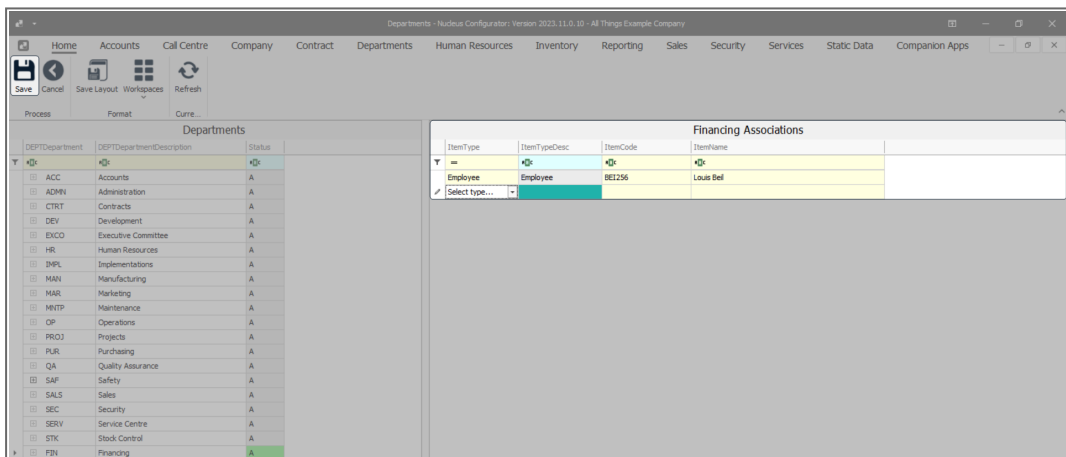 Departments - Nucleus Configurator: Version 2023.11.0.10 - All Things Example Company
Home Accounts Call Centre Company Contract Departments Human Resources Inventory Reporting Sales Security Services Static Data Companion Apps
Save Cancel Save Layout Workspaces Refresh
Process Format Curre...
Departments
DEPTDepartment DEPTDepartmentDescription Status
ACC Accounts A
ADMN Administration A
CTRT Contracts A
DEV Development A
EXCO Executive Committee A
HR Human Resources A
IMPL Implementations A
MAN Manufacturing A
MAR Marketing A
MNTP Maintenance A
OP Operations A
PROJ Projects A
PUR Purchasing A
QA Quality Assurance A
SAF Safety A
SALS Sales A
SEC Security A
SERV Service Centre A
STK Stock Control A
FIN Financing A
Financing Associations
ItemType ItemTypeDesc ItemCode ItemName
=
Employee Employee BEI256 Louis Beil
Select type...